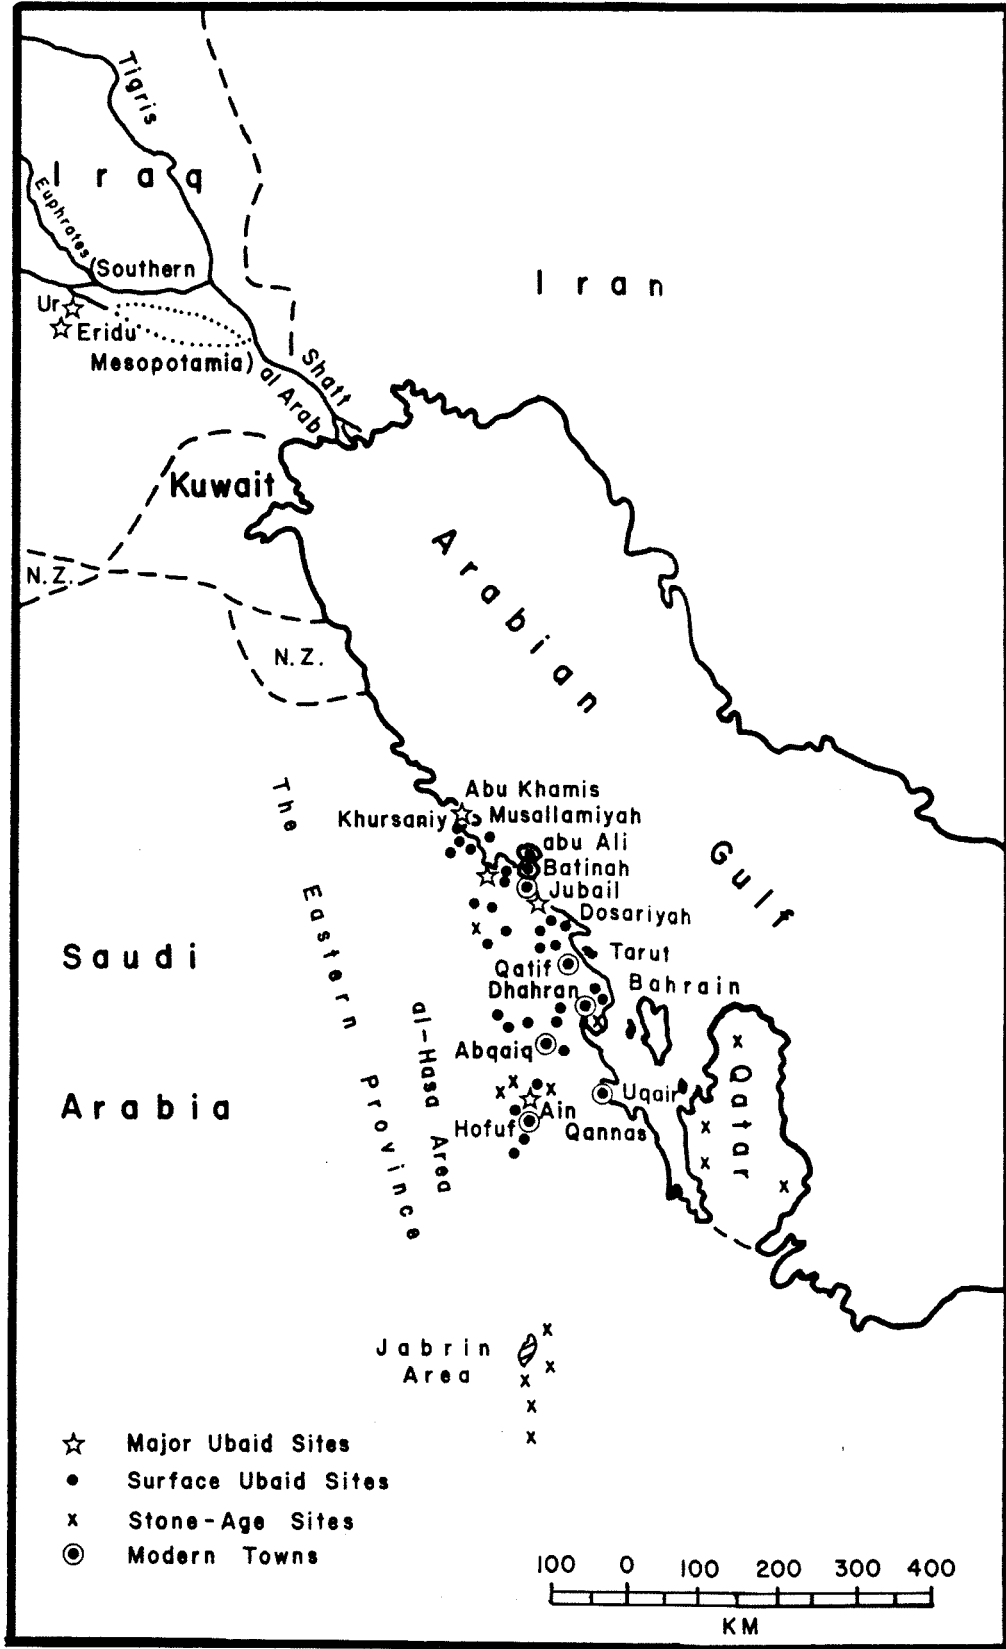 Tigris
Iraq
Euphrates
(Southern
Iran
Ur
Eridu
Mesopotamia)
Shatt
al Arab
Kuwait
N.Z.
N.Z.
Arabian
Gulf
The Eastern Province
Abu Khamis
Khursaniy
Musallamiyah
abu Ali
Batinah
Jubail
Dosariyah
Saudi
Tarut
Qatif
Dhahran
Bahrain
al-Hasa Area
Abqaiq
Qatar
Uqair
Arabia
Ain
Hofuf
Qannas
Jabrin
Area
Major Ubaid Sites
Surface Ubaid Sites
x Stone-Age Sites
Modern Towns
100 0 100 200 300 400
KM